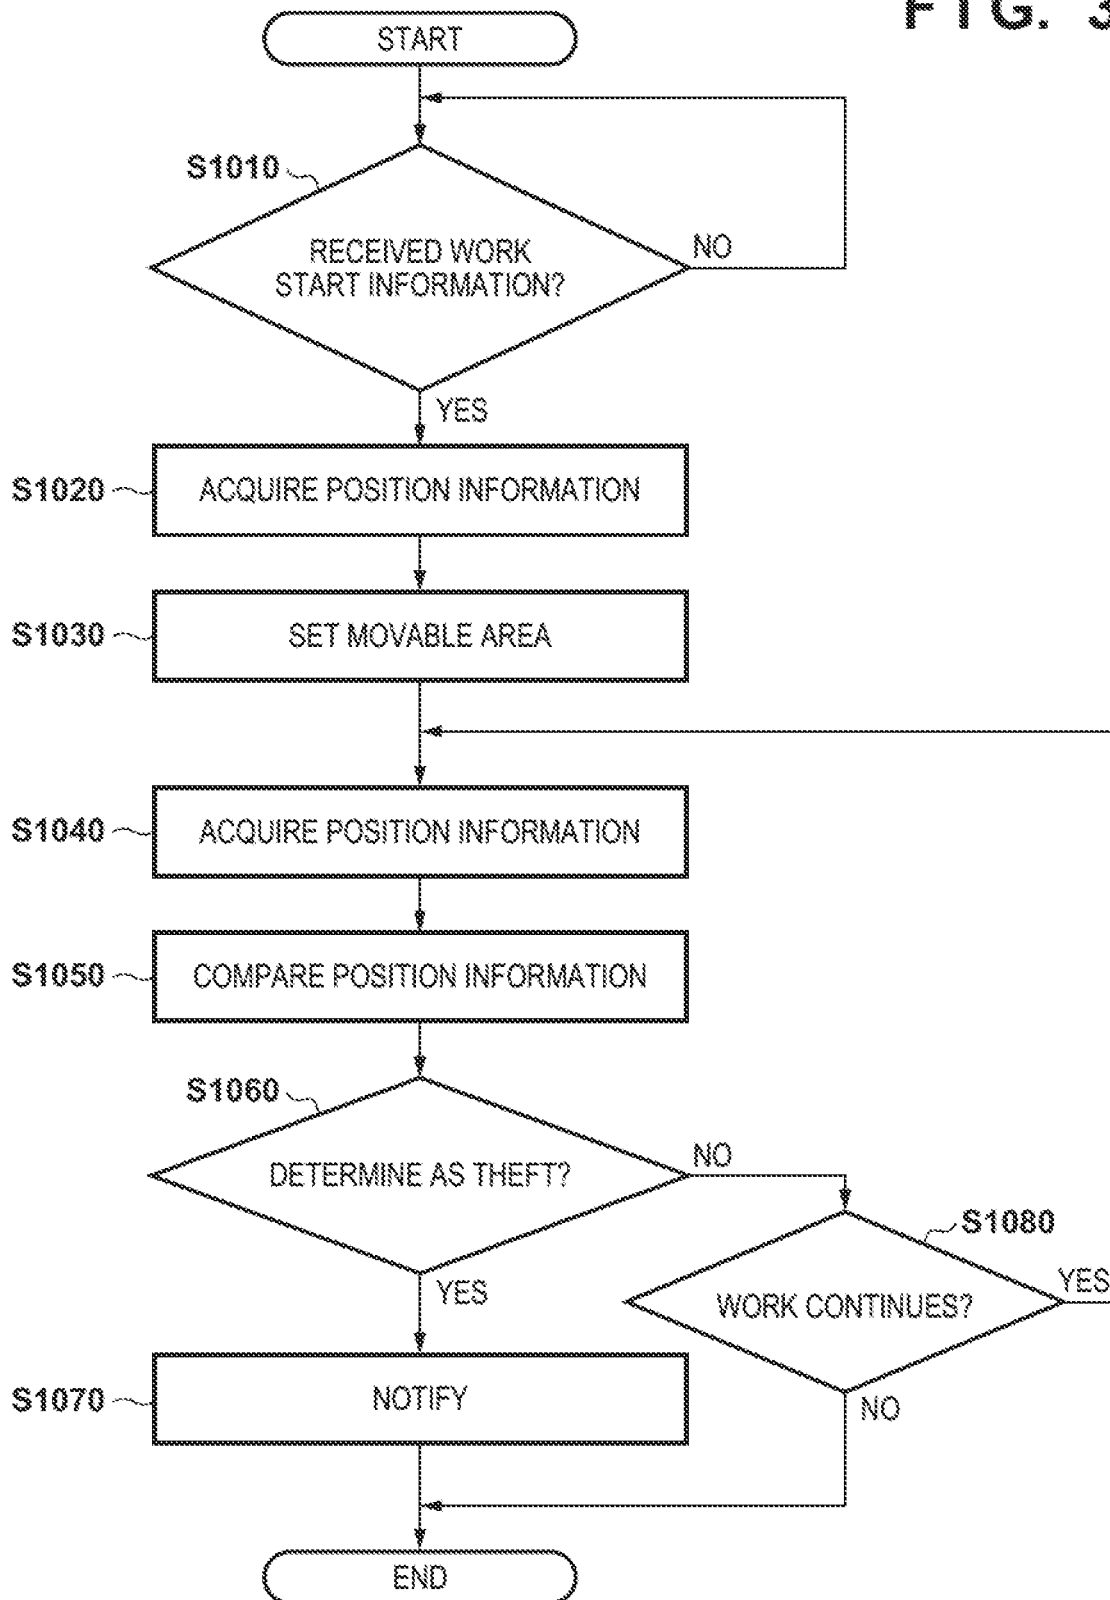 FIG. 3
START
S1010
RECEIVED WORK
START INFORMATION?
NO
YES
S1020
ACQUIRE POSITION INFORMATION
S1030
SET MOVABLE AREA
S1040
ACQUIRE POSITION INFORMATION
S1050
COMPARE POSITION INFORMATION
S1060
DETERMINE AS THEFT?
NO
S1080
WORK CONTINUES?
YES
YES
S1070
NOTIFY
NO
END